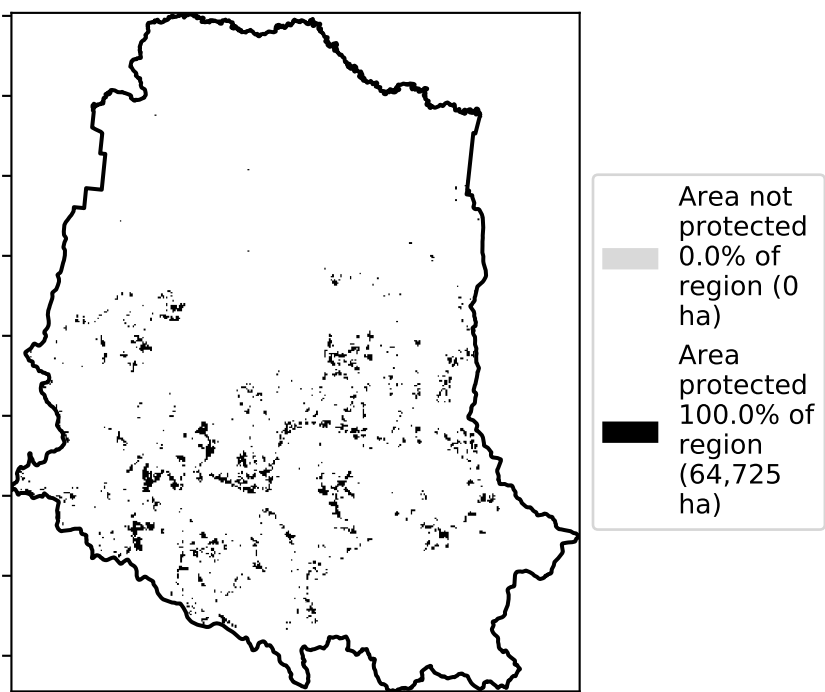 Area not
protected
0.0% of
region (0
ha)
Area
protected
100.0% of
region
(64,725
ha)